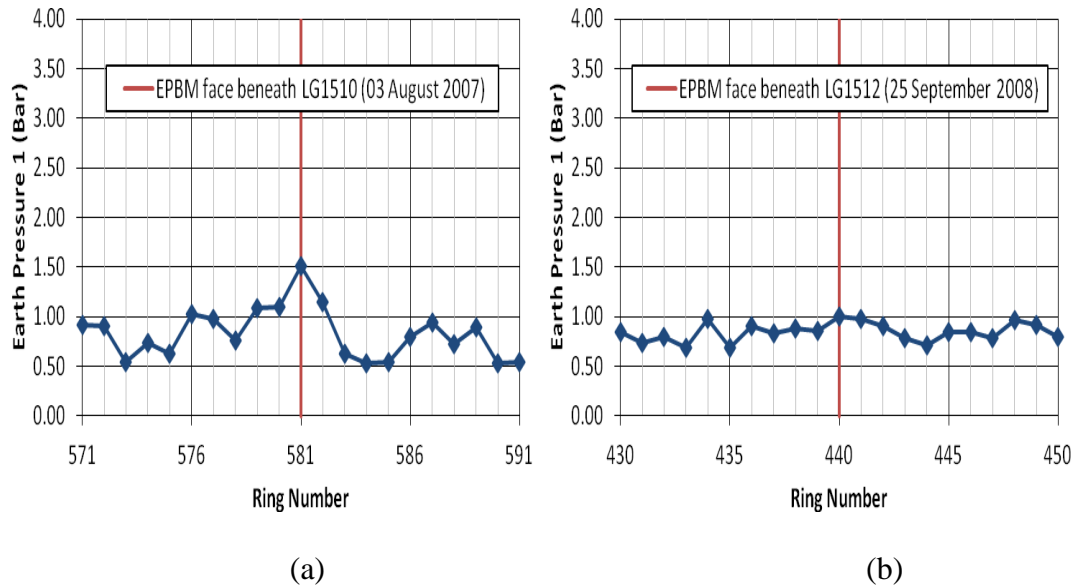 4.00
3.50
3.00
2.50
2.00
1.50
1.00
0.50
0.00
Earth Pressure 1 (Bar)
EPBM face beneath LG1510 (03 August 2007)
571 576 581 586 591
Ring Number
(a)
4.00
3.50
3.00
2.50
2.00
1.50
1.00
0.50
0.00
Earth Pressure 1 (Bar)
EPBM face beneath LG1512 (25 September 2008)
430 435 440 445 450
Ring Number
(b)